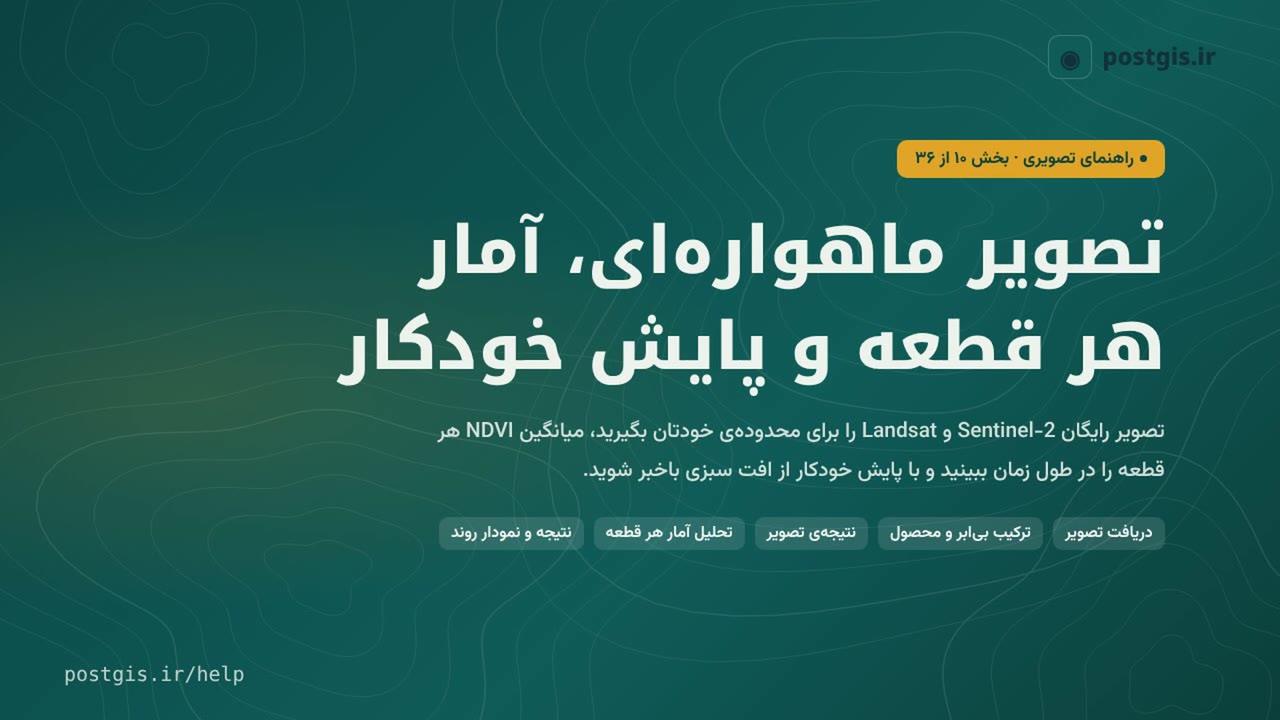 postgis.ir
راهنمای تصویری · بخش ۱۰ از ۳۶
تصویر ماهواره‌ای، آمار
هر قطعه و پایش خودکار
تصویر رایگان Sentinel-2 و Landsat را برای محدوده‌ی خودتان بگیرید، میانگین NDVI هر
قطعه را در طول زمان ببینید و با پایش خودکار از افت سبزی باخبر شوید.
دریافت تصویر
ترکیب بی‌ابر و محصول
نتیجه‌ی تصویر
تحلیل آمار هر قطعه
نتیجه و نمودار روند
postgis.ir/help